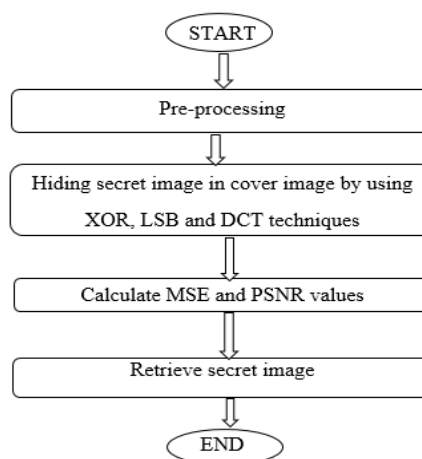 START
Pre-processing
Hiding secret image in cover image by using
XOR, LSB and DCT techniques
Calculate MSE and PSNR values
Retrieve secret image
END